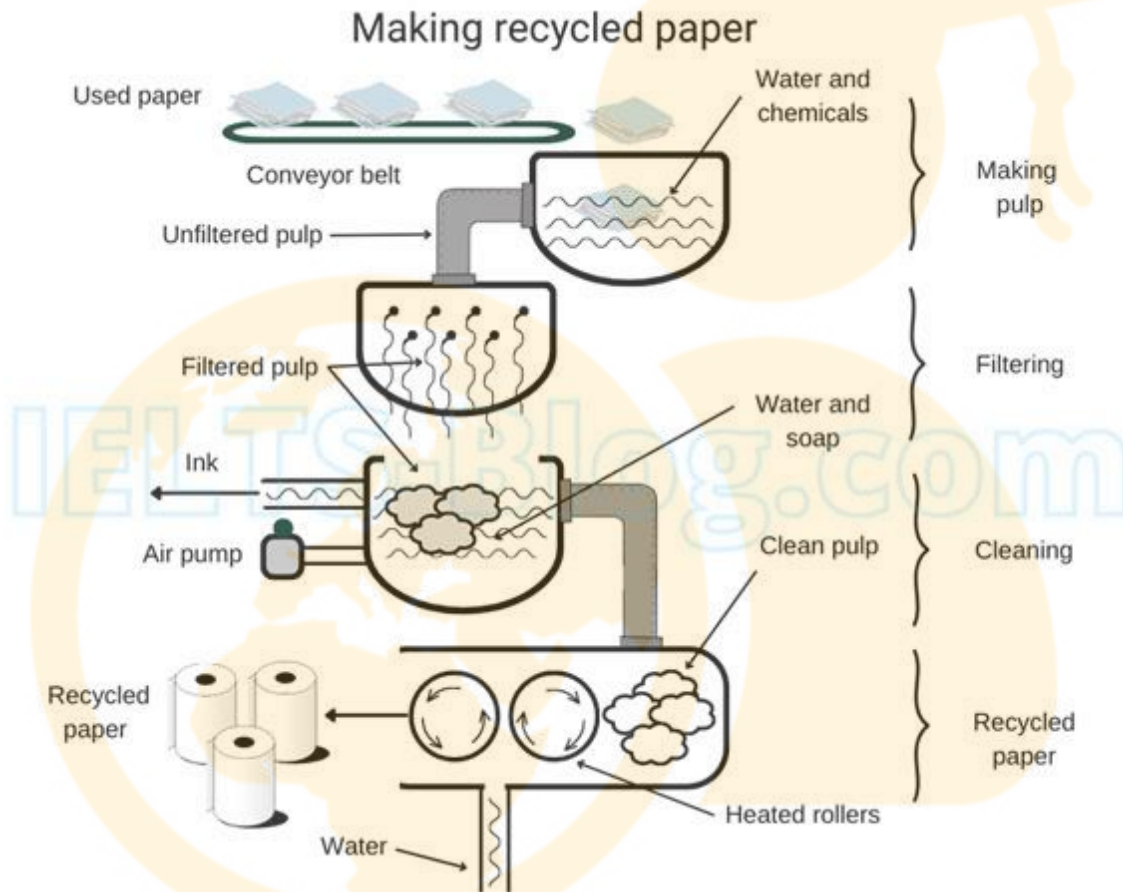 Making recycled paper
Used paper
Water and
chemicals
Conveyor belt
Making
pulp
Unfiltered pulp
Filtered pulp
Filtering
Water and
soap
IELTS-Blog.com
Ink
Air pump
Clean pulp
Cleaning
Recycled
paper
Recycled
paper
Heated rollers
Water